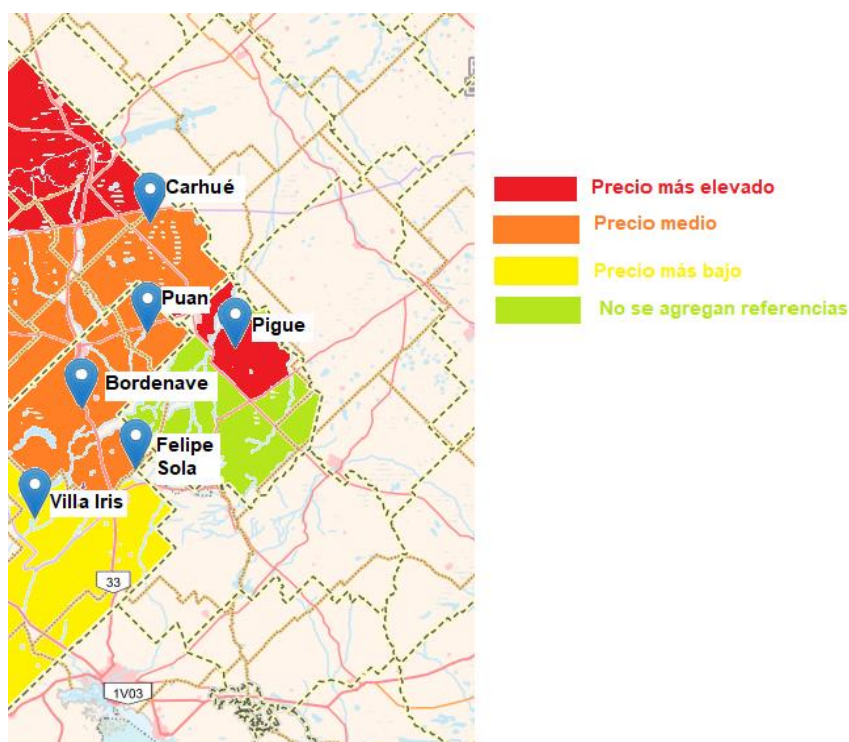 Carhué
Puan
Pigue
Bordenave
Felipe
Sola
Villa Iris
33
1V03
Precio más elevado
Precio medio
Precio más bajo
No se agregan referencias